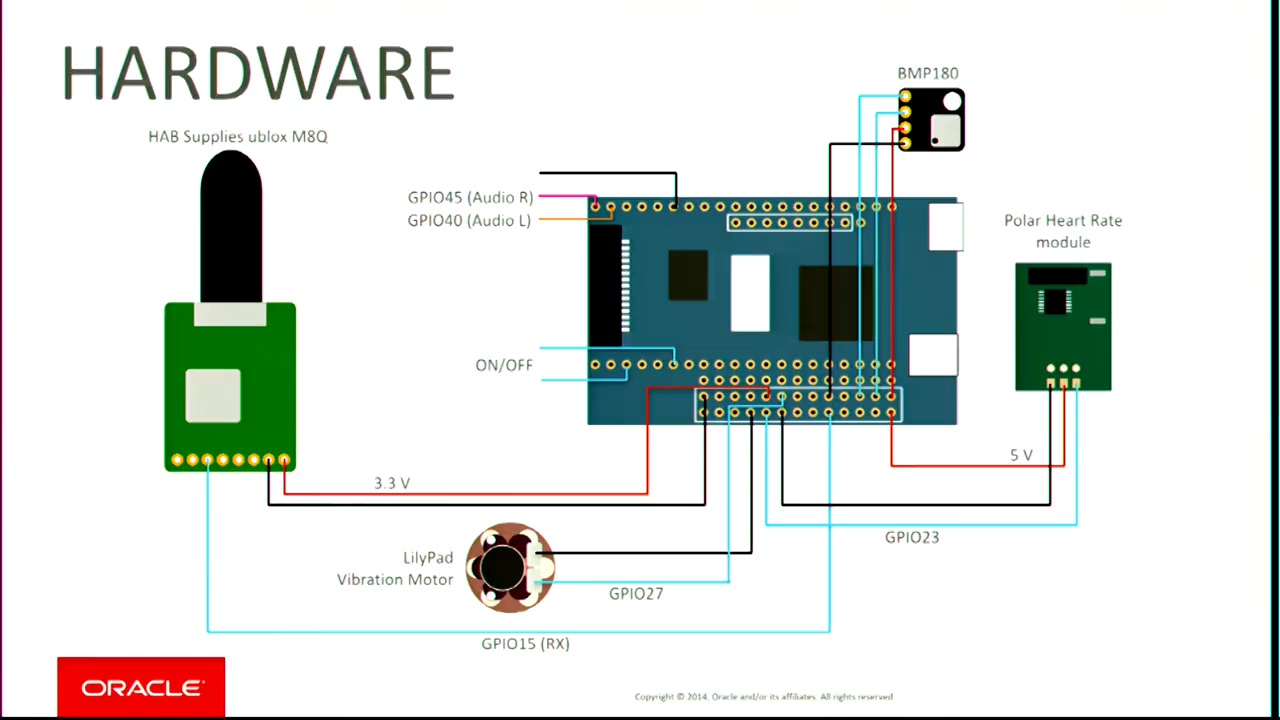 HARDWARE
HAB Supplies ublox M8Q
BMP180
GPIO45 (Audio R)
GPIO40 (Audio L)
Polar Heart Rate
module
ON/OFF
5 V
3.3 V
GPIO23
LilyPad
Vibration Motor
GPIO27
GPIO15 (RX)
ORACLE
Copyright © 2014, Oracle and/or its affiliates. All rights reserved